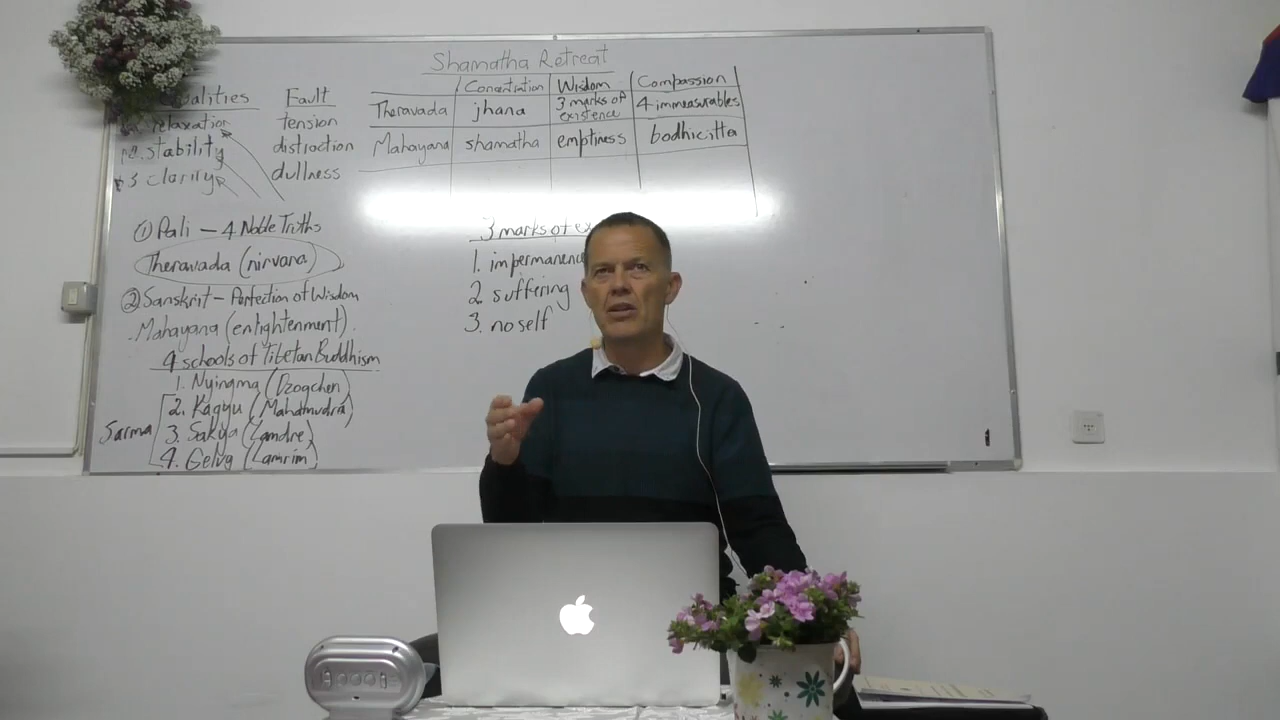 Shamatha Retreat
Concentration Wisdom Compassion
Theravada jhana 3 marks of existence 4 immeasurables
Mahayana shamatha emptiness bodhicitta
Fault
relaxation tension
2. stability distraction
3 clarity dullness
① Pali – 4 Noble Truths
Theravada (nirvana)
② Sanskrit – Perfection of Wisdom
Mahayana (enlightenment)
4 schools of Tibetan Buddhism
1. Nyingma (Dzogchen)
2. Kagyu (Mahamudra)
Sarma 3. Sakya (Lamdre)
4. Gelug (Lamrim)
3 marks of
1. impermanence
2. suffering
3. no self